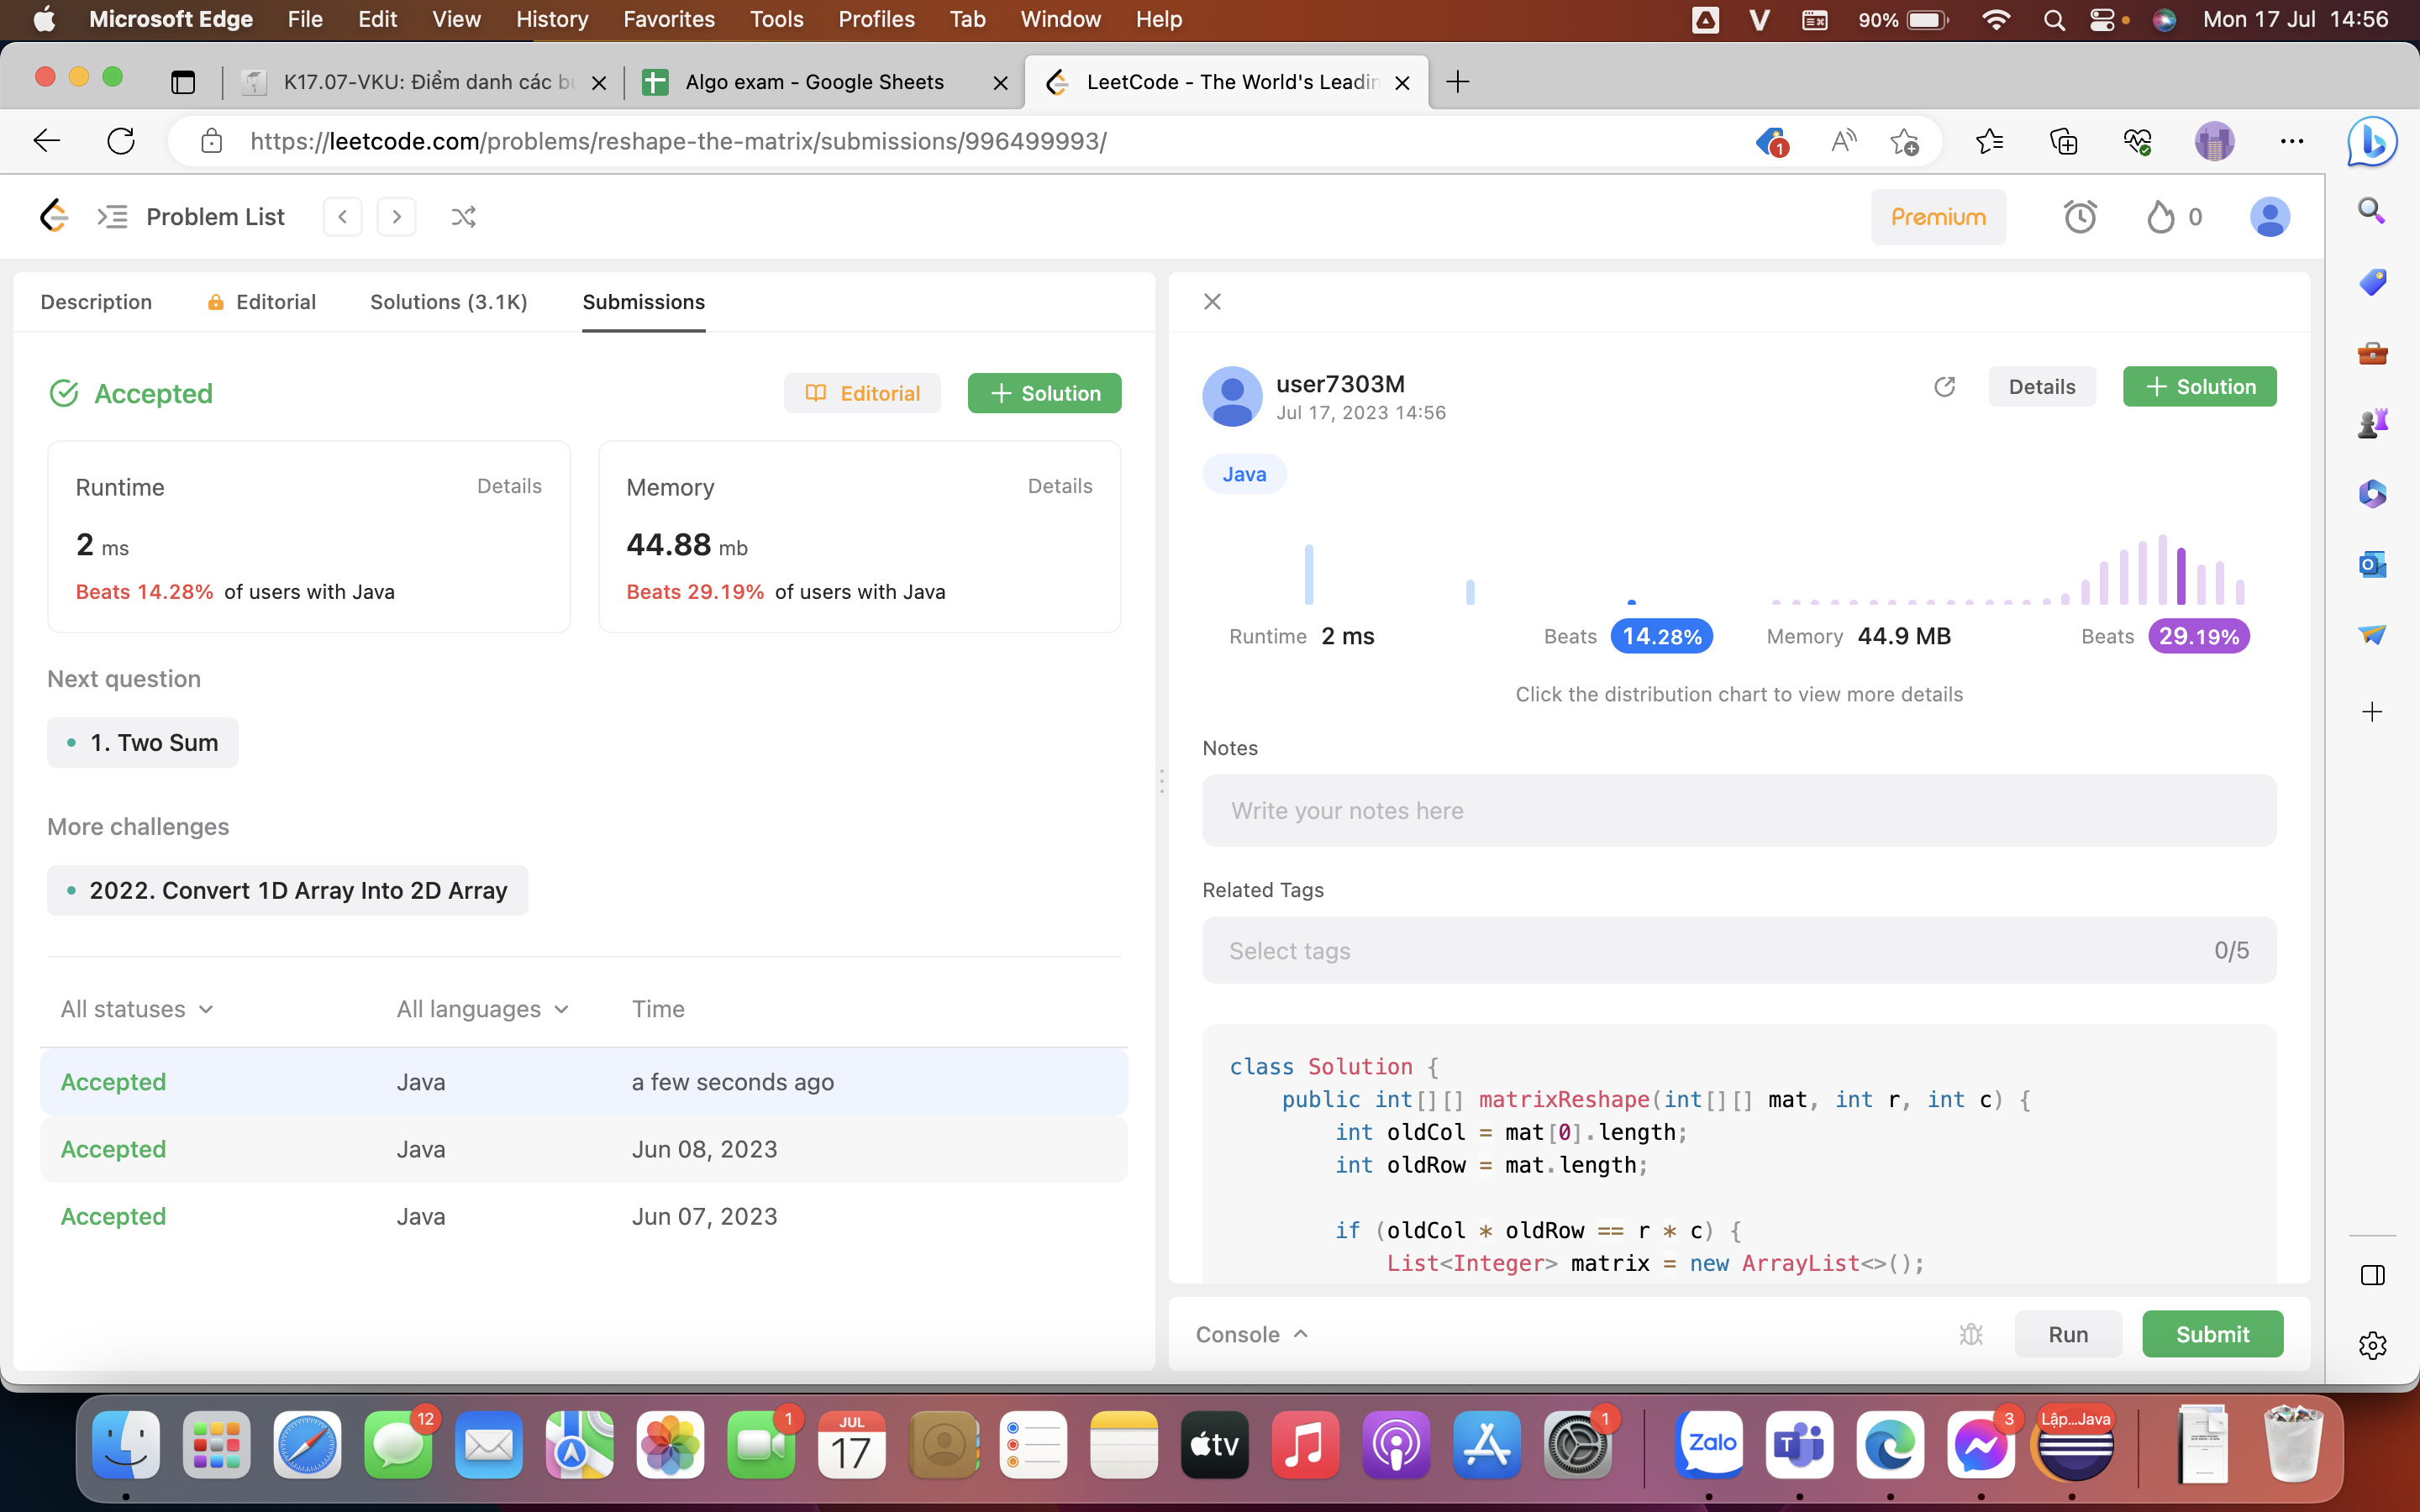 Microsoft Edge File Edit View History Favorites Tools Profiles Tab Window Help 90% Mon 17 Jul 14:56
K17.07-VKU: Điểm danh các bu Algo exam - Google Sheets LeetCode - The World's Leadin
https://leetcode.com/problems/reshape-the-matrix/submissions/996499993/ 1
Problem List Premium 0
Description Editorial Solutions (3.1K) Submissions
Accepted Editorial + Solution
Runtime Details
2 ms
Beats 14.28% of users with Java
Memory Details
44.88 mb
Beats 29.19% of users with Java
Next question
1. Two Sum
More challenges
2022. Convert 1D Array Into 2D Array
All statuses All languages Time
Accepted Java a few seconds ago
Accepted Java Jun 08, 2023
Accepted Java Jun 07, 2023
user7303M Details + Solution
Jul 17, 2023 14:56
Java
Runtime 2 ms Beats 14.28% Memory 44.9 MB Beats 29.19%
Click the distribution chart to view more details
Notes
Write your notes here
Related Tags
Select tags 0/5
class Solution {
public int[][] matrixReshape(int[][] mat, int r, int c) {
int oldCol = mat[0].length;
int oldRow = mat.length;
if (oldCol * oldRow == r * c) {
List<Integer> matrix = new ArrayList<>();
Console Run Submit
12 1 JUL 17 tv 1 Zalo 3 Lập...Java